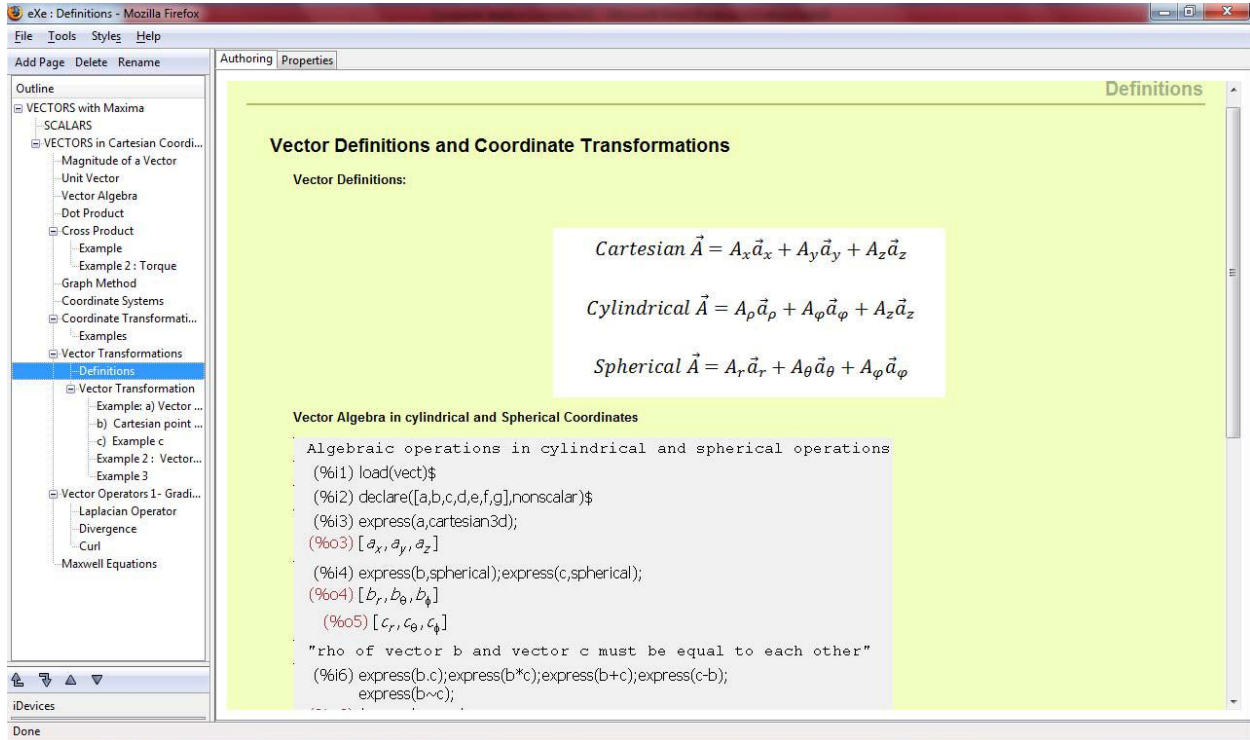 eXe : Definitions - Mozilla Firefox
File Tools Styles Help
Add Page Delete Rename
Outline
VECTORS with Maxima
SCALARS
VECTORS in Cartesian Coordi...
Magnitude of a Vector
Unit Vector
Vector Algebra
Dot Product
Cross Product
Example
Example 2 : Torque
Graph Method
Coordinate Systems
Coordinate Transformati...
Examples
Vector Transformations
Definitions
Vector Transformation
Example: a) Vector ...
b) Cartesian point ...
c) Example c
Example 2 : Vector...
Example 3
Vector Operators 1- Gradi...
Laplacian Operator
Divergence
Curl
Maxwell Equations
iDevices
Done
Authoring Properties
Definitions
Vector Definitions and Coordinate Transformations
Vector Definitions:
Cartesian A⃗ = Aₓa⃗ₓ + A_y a⃗_y + A_z a⃗_z
Cylindrical A⃗ = A_ρ a⃗_ρ + A_φ a⃗_φ + A_z a⃗_z
Spherical A⃗ = A_r a⃗_r + A_θ a⃗_θ + A_φ a⃗_φ
Vector Algebra in cylindrical and Spherical Coordinates
Algebraic operations in cylindrical and spherical operations
(%i1) load(vect)$
(%i2) declare([a,b,c,d,e,f,g],nonscalar)$
(%i3) express(a,cartesian3d);
(%o3) [a_x, a_y, a_z]
(%i4) express(b,spherical);express(c,spherical);
(%o4) [b_r, b_θ, b_ϕ]
(%o5) [c_r, c_θ, c_ϕ]
"rho of vector b and vector c must be equal to each other"
(%i6) express(b.c);express(b*c);express(b+c);express(c-b);
express(b~c);